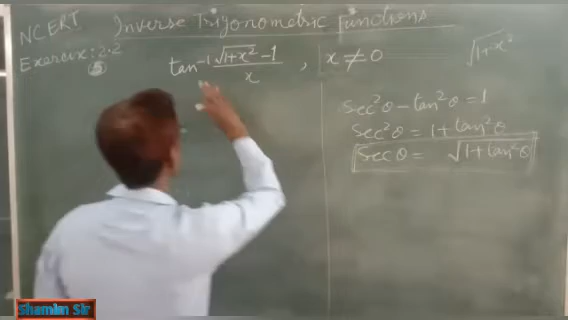 NCERT Inverse Trigonometric Functions
Exercise: 2.2
⑤ tan⁻¹ (√(1+x²) −1)/x , x ≠ 0
√(1+x²)
Sec²θ − tan²θ = 1
Sec²θ = 1 + tan²θ
Secθ = √(1+tan²θ)
Shamim Sir